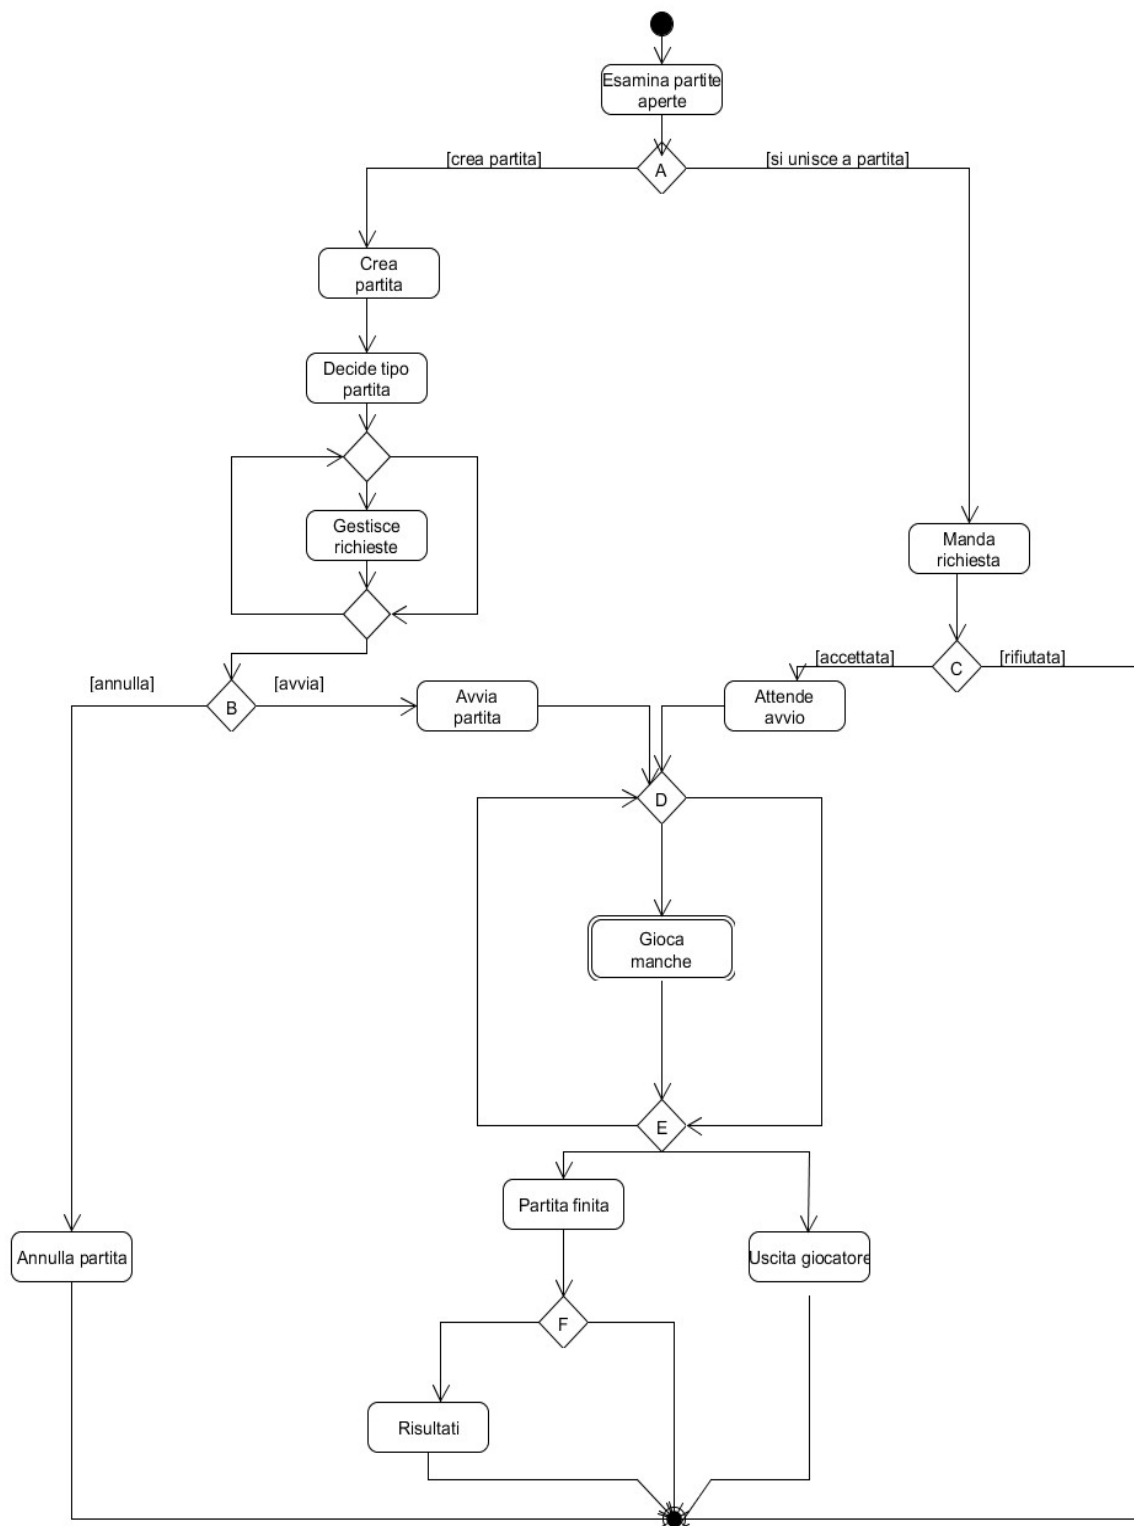 Esamina partite
aperte
[crea partita]
A
[si unisce a partita]
Crea
partita
Decide tipo
partita
Gestisce
richieste
Manda
richiesta
[accettata]
C
[rifiutata]
[annulla]
B
[avvia]
Avvia
partita
Attende
avvio
D
Gioca
manche
E
Partita finita
Annulla partita
Uscita giocatore
F
Risultati